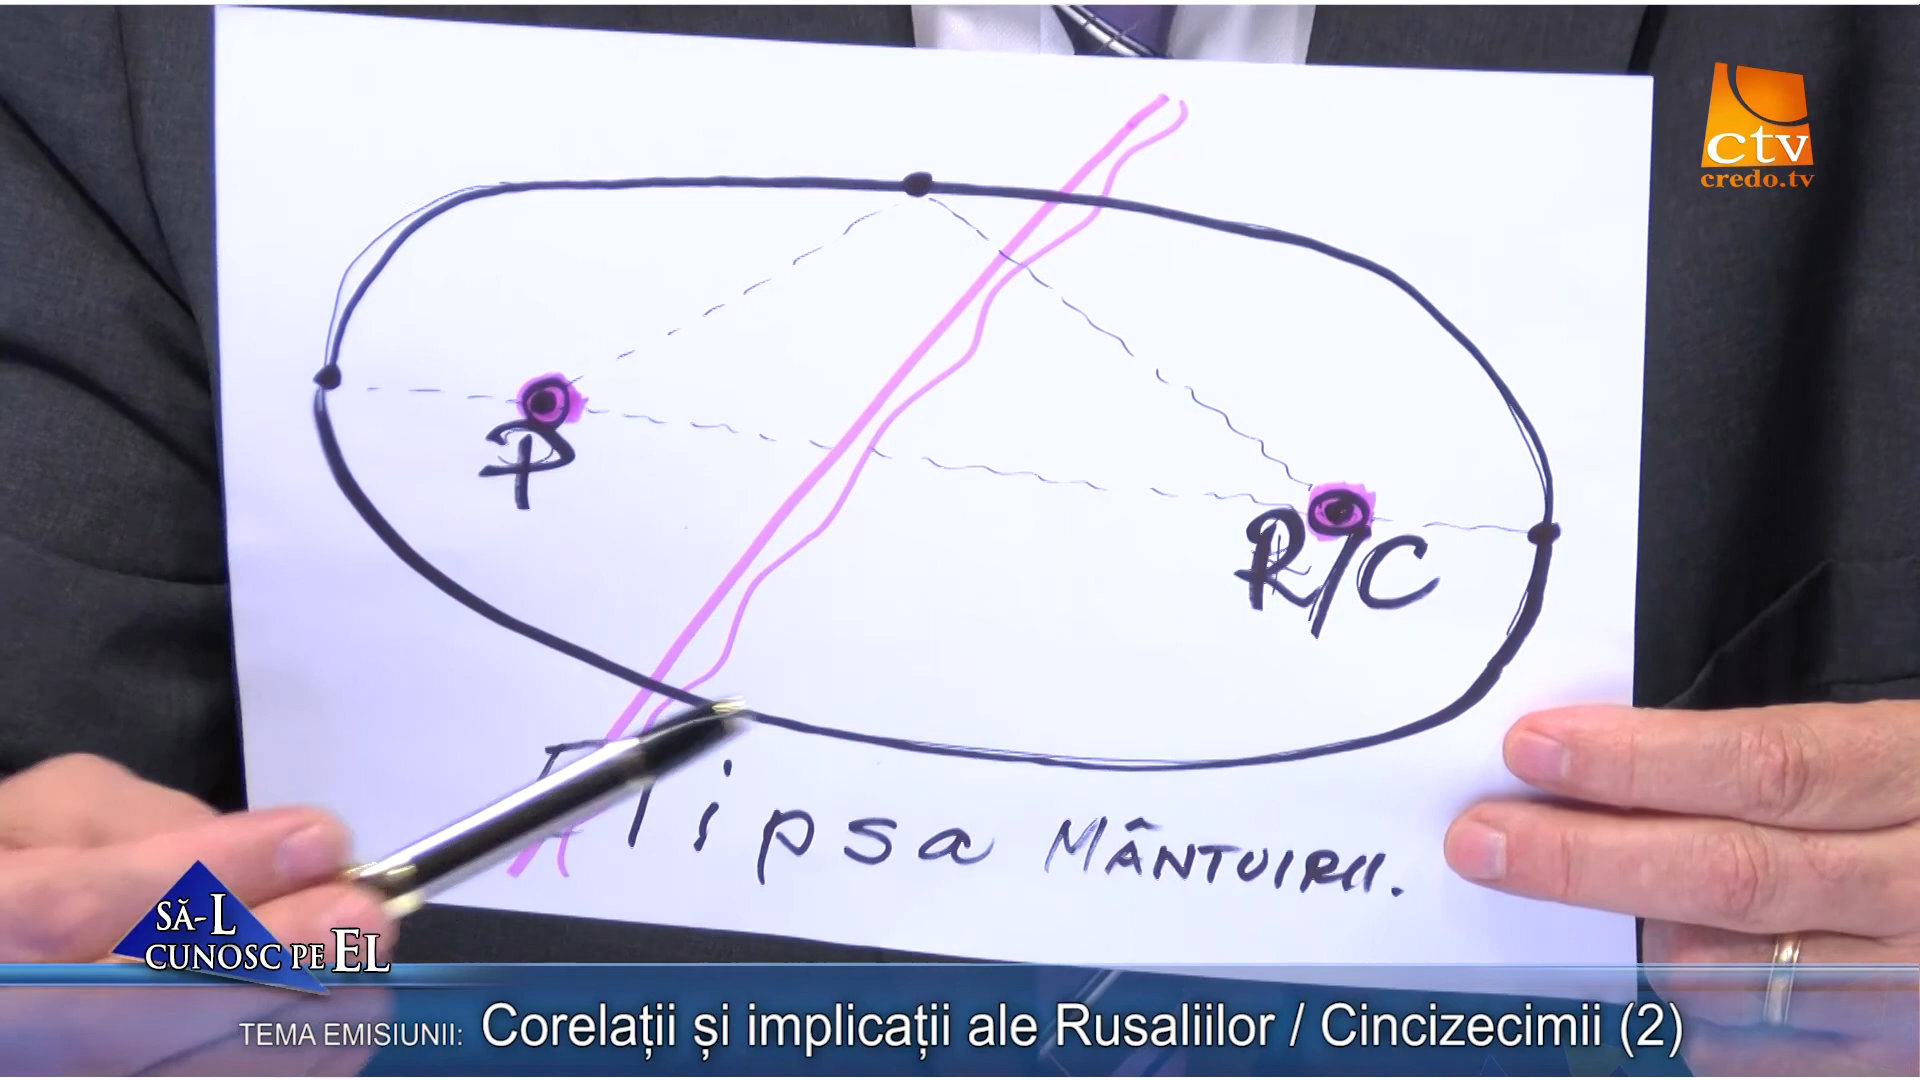 ctv
credo.tv
P
R/C
Elipsa MÂNTUIRII.
SĂ-L
CUNOSC PE EL
TEMA EMISIUNII: Corelații și implicații ale Rusaliilor / Cincizecimii (2)